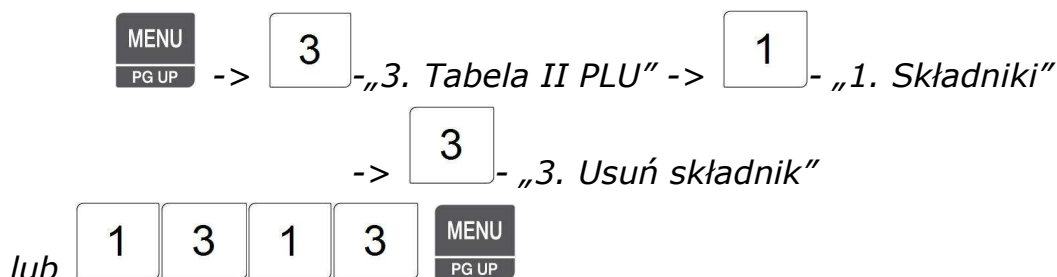 MENU
PG UP -> 3 -„3. Tabela II PLU” -> 1 - „1. Składniki”
-> 3 - „3. Usuń składnik”
lub 1 3 1 3 MENU
PG UP